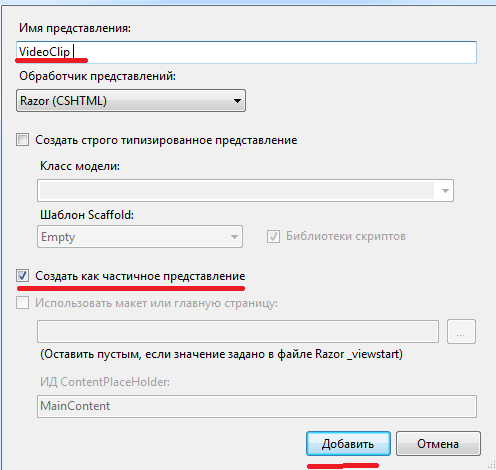 Имя представления:
VideoClip
Обработчик представлений:
Razor (CSHTML)
Создать строго типизированное представление
Класс модели:
Шаблон Scaffold:
Empty
Библиотеки скриптов
Создать как частичное представление
Использовать макет или главную страницу:
...
(Оставить пустым, если значение задано в файле Razor _viewstart)
ИД ContentPlaceHolder:
MainContent
Добавить Отмена